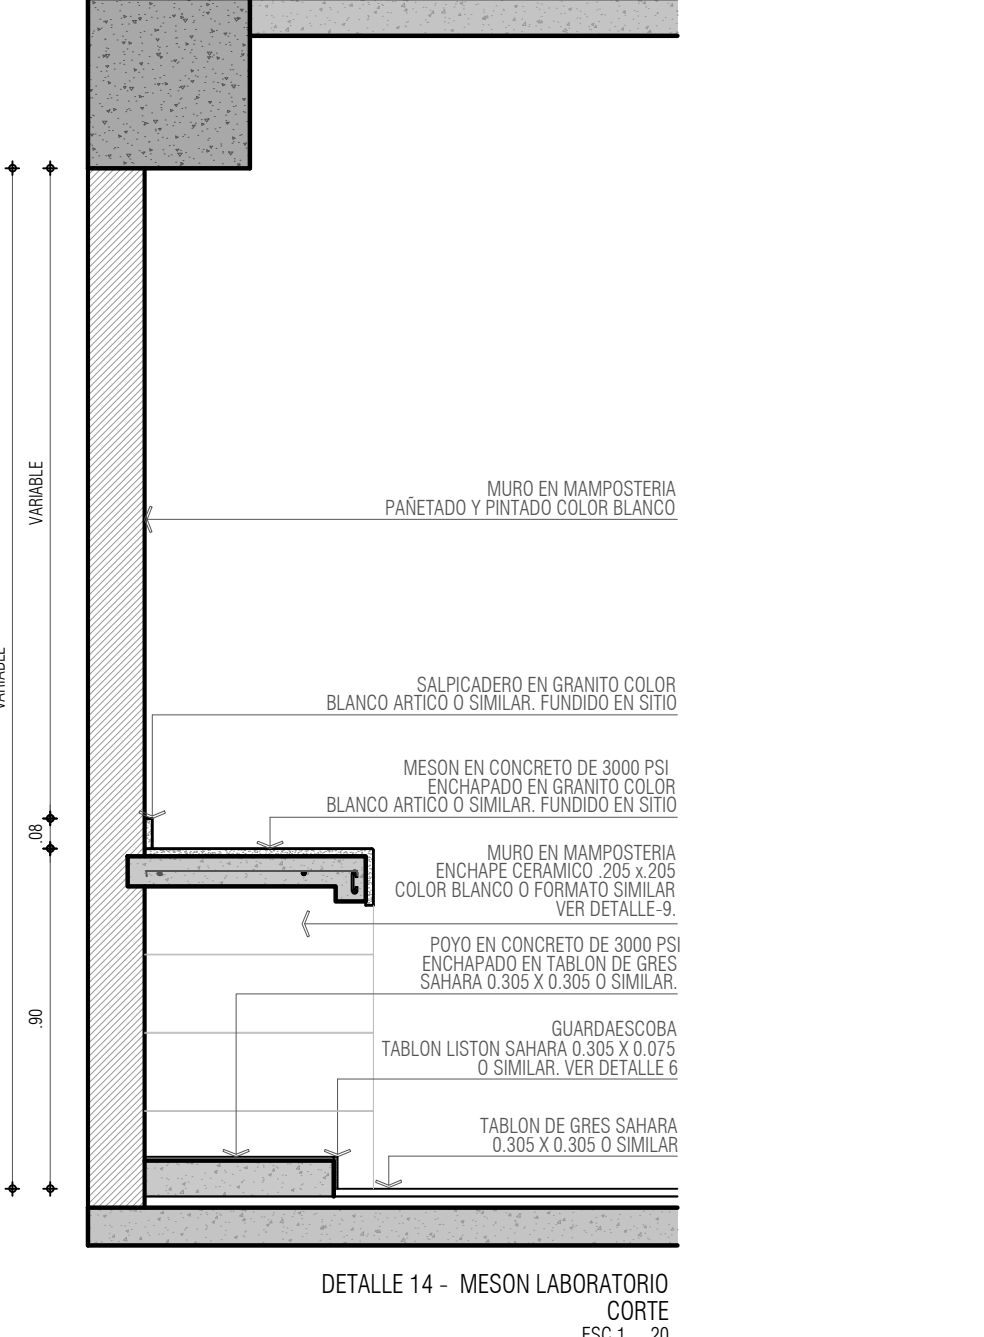 VARIABLE
MURO EN MAMPOSTERIA
PAÑETADO Y PINTADO COLOR BLANCO
VARIABLE
SALPICADERO EN GRANITO COLOR
BLANCO ARTICO O SIMILAR. FUNDIDO EN SITIO
MESON EN CONCRETO DE 3000 PSI
ENCHAPADO EN GRANITO COLOR
BLANCO ARTICO O SIMILAR. FUNDIDO EN SITIO
.08
MURO EN MAMPOSTERIA
ENCHAPE CERAMICO .205 x.205
COLOR BLANCO O FORMATO SIMILAR
VER DETALLE-9.
POYO EN CONCRETO DE 3000 PSI
ENCHAPADO EN TABLON DE GRES
SAHARA 0.305 X 0.305 O SIMILAR.
.90
GUARDAESCOBA
TABLON LISTON SAHARA 0.305 X 0.075
O SIMILAR. VER DETALLE 6
TABLON DE GRES SAHARA
0.305 X 0.305 O SIMILAR
DETALLE 14 - MESON LABORATORIO
CORTE
ESC 1 20